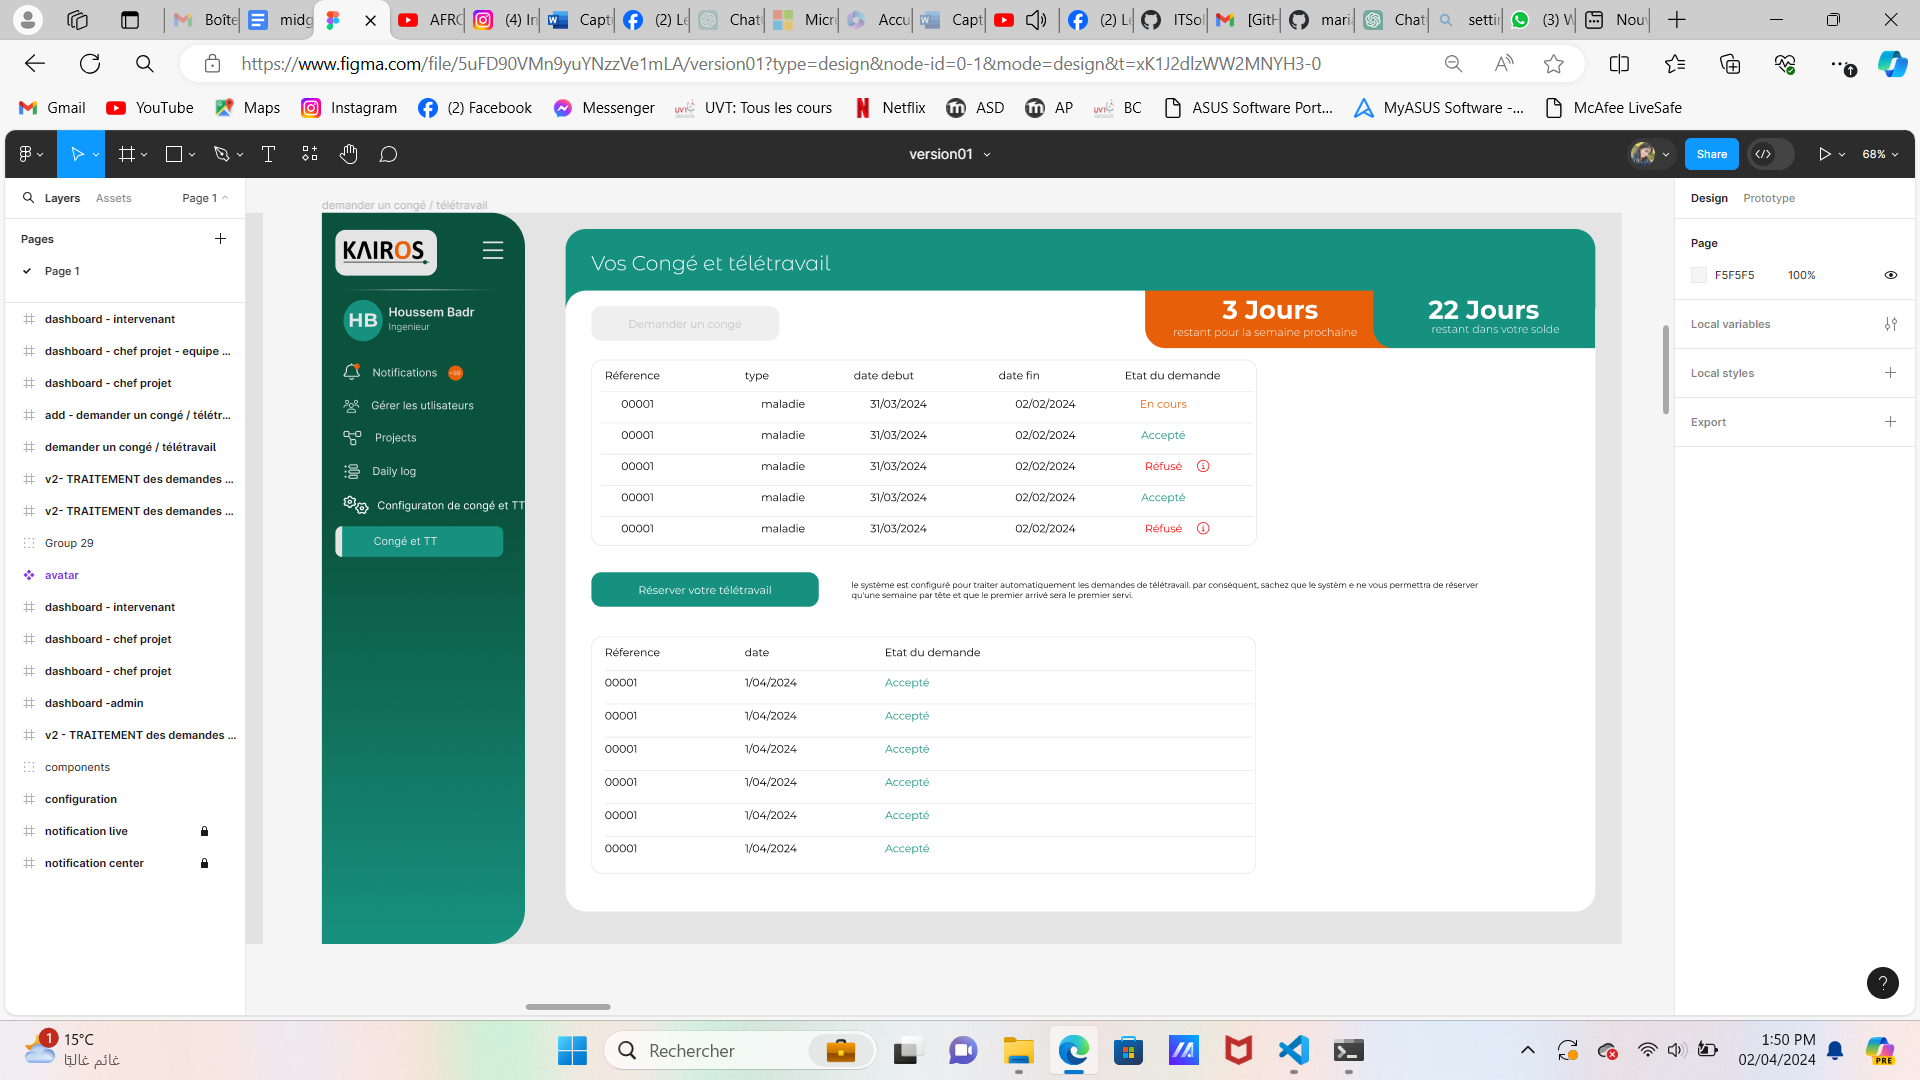 Boîte
midg
AFRO
(4) In
Capt
(2) Le
Chat
Micro
Accu
Capt
(2) Le
ITSol
[GitH
maria
Chat
settin
(3) W
Nouv
https://www.figma.com/file/5uFD90VMn9yuYNzzVe1mLA/version01?type=design&node-id=0-1&mode=design&t=xK1J2dIzWW2MNYH3-0
Gmail YouTube Maps Instagram (2) Facebook Messenger UVT: Tous les cours Netflix ASD AP BC ASUS Software Port... MyASUS Software -... McAfee LiveSafe
version01
Share
68%
Layers Assets Page 1
Pages
Page 1
dashboard - intervenant
dashboard - chef projet - equipe ...
dashboard - chef projet
add - demander un congé / télétr...
demander un congé / télétravail
v2- TRAITEMENT des demandes ...
v2- TRAITEMENT des demandes ...
Group 29
avatar
dashboard - intervenant
dashboard - chef projet
dashboard - chef projet
dashboard -admin
v2 - TRAITEMENT des demandes ...
components
configuration
notification live
notification center
demander un congé / télétravail
KAIROS
HB
Houssem Badr
Ingenieur
Notifications +99
Gérer les utlisateurs
Projects
Daily log
Configuraton de congé et TT
Congé et TT
Vos Congé et télétravail
Demander un congé
3 Jours
restant pour la semaine prochaine
22 Jours
restant dans votre solde
Réference type date debut date fin Etat du demande
00001 maladie 31/03/2024 02/02/2024 En cours
00001 maladie 31/03/2024 02/02/2024 Accepté
00001 maladie 31/03/2024 02/02/2024 Réfusé
00001 maladie 31/03/2024 02/02/2024 Accepté
00001 maladie 31/03/2024 02/02/2024 Réfusé
Réserver votre télétravail
le système est configuré pour traiter automatiquement les demandes de télétravail. par conséquent, sachez que le systèm e ne vous permettra de réserver
qu'une semaine par tête et que le premier arrivé sera le premier servi.
Réference date Etat du demande
00001 1/04/2024 Accepté
00001 1/04/2024 Accepté
00001 1/04/2024 Accepté
00001 1/04/2024 Accepté
00001 1/04/2024 Accepté
00001 1/04/2024 Accepté
Design Prototype
Page
F5F5F5 100%
Local variables
Local styles
Export
?
1
15°C
غائم غالبًا
Rechercher
1:50 PM
02/04/2024
PRE